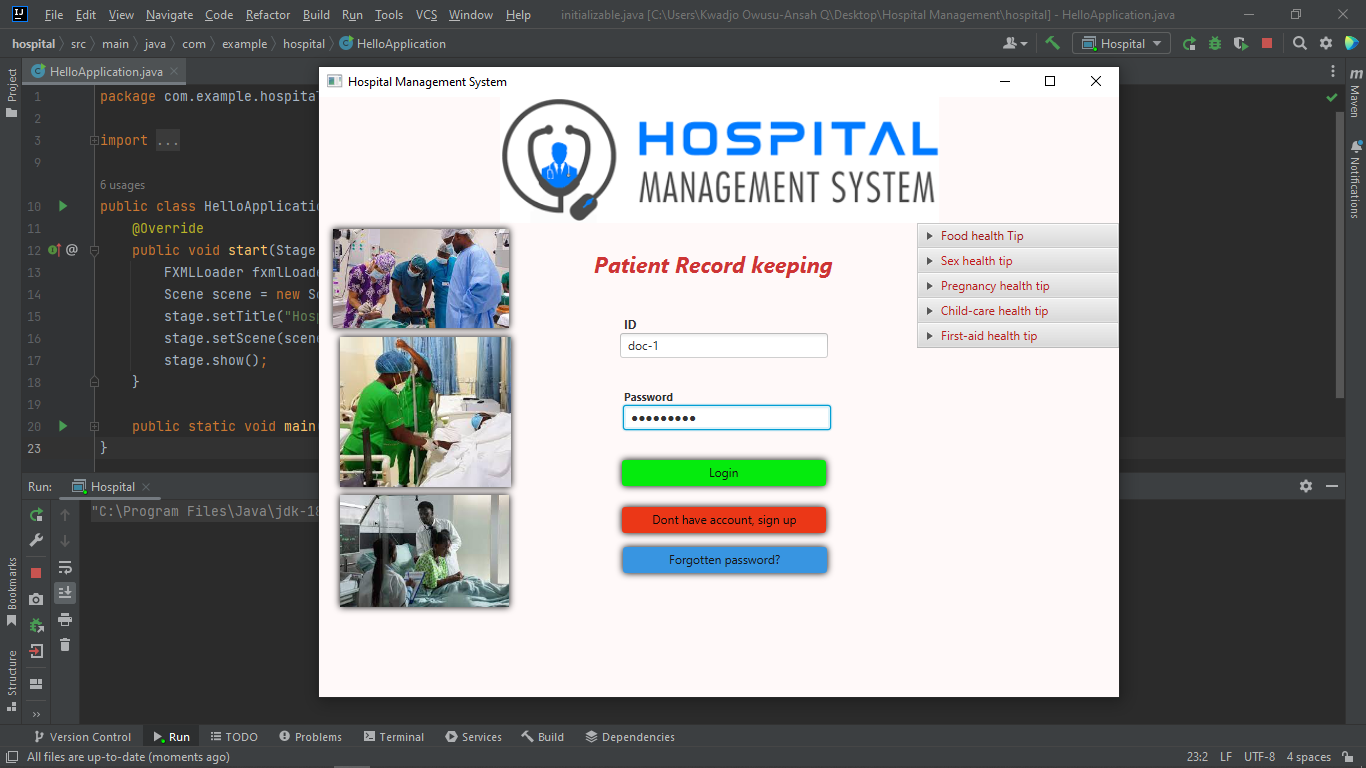 File Edit View Navigate Code Refactor Build Run Tools VCS Window Help initializable.java [C:\Users\Kwadjo Owusu-Ansah Q\Desktop\Hospital Management\hospital] - HelloApplication.java
hospital src main java com example hospital HelloApplication
Hospital
Project
HelloApplication.java
1 package com.example.hospital
2
3 import ...
9
6 usages
10 public class HelloApplication
11 @Override
12 @ public void start(Stage
13 FXMLLoader fxmlLoade
14 Scene scene = new Sc
15 stage.setTitle("Hosp
16 stage.setScene(scene
17 stage.show();
18 }
19
20 public static void main(
23 }
Hospital Management System
HOSPITAL
MANAGEMENT SYSTEM
Patient Record keeping
ID
doc-1
Password
•••••••••
Login
Dont have account, sign up
Forgotten password?
Food health Tip
Sex health tip
Pregnancy health tip
Child-care health tip
First-aid health tip
Maven
Notifications
Run: Hospital
"C:\Program Files\Java\jdk-18
Bookmarks
Structure
Version Control Run TODO Problems Terminal Services Build Dependencies
All files are up-to-date (moments ago) 23:2 LF UTF-8 4 spaces